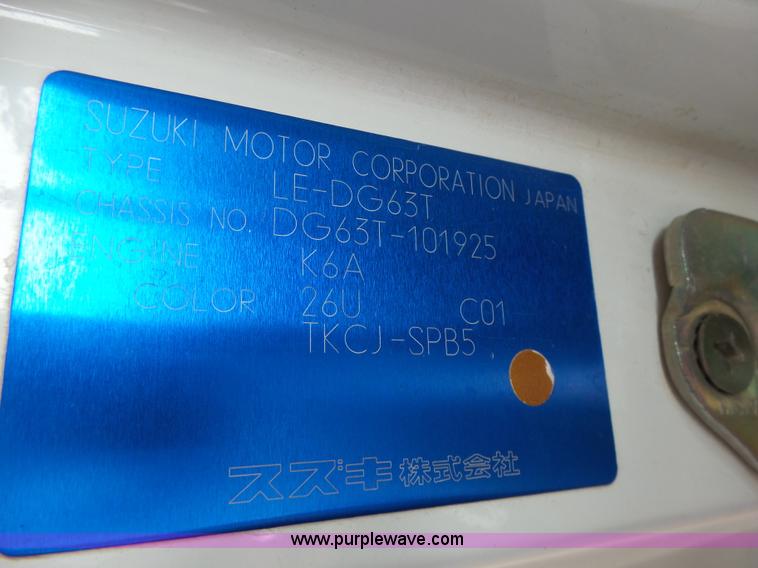 SUZUKI MOTOR CORPORATION JAPAN
TYPE LE-DG63T
CHASSIS NO. DG63T-101925
ENGINE K6A
COLOR 26U C01
TKCJ-SPB5
スズキ株式会社
www.purplewave.com